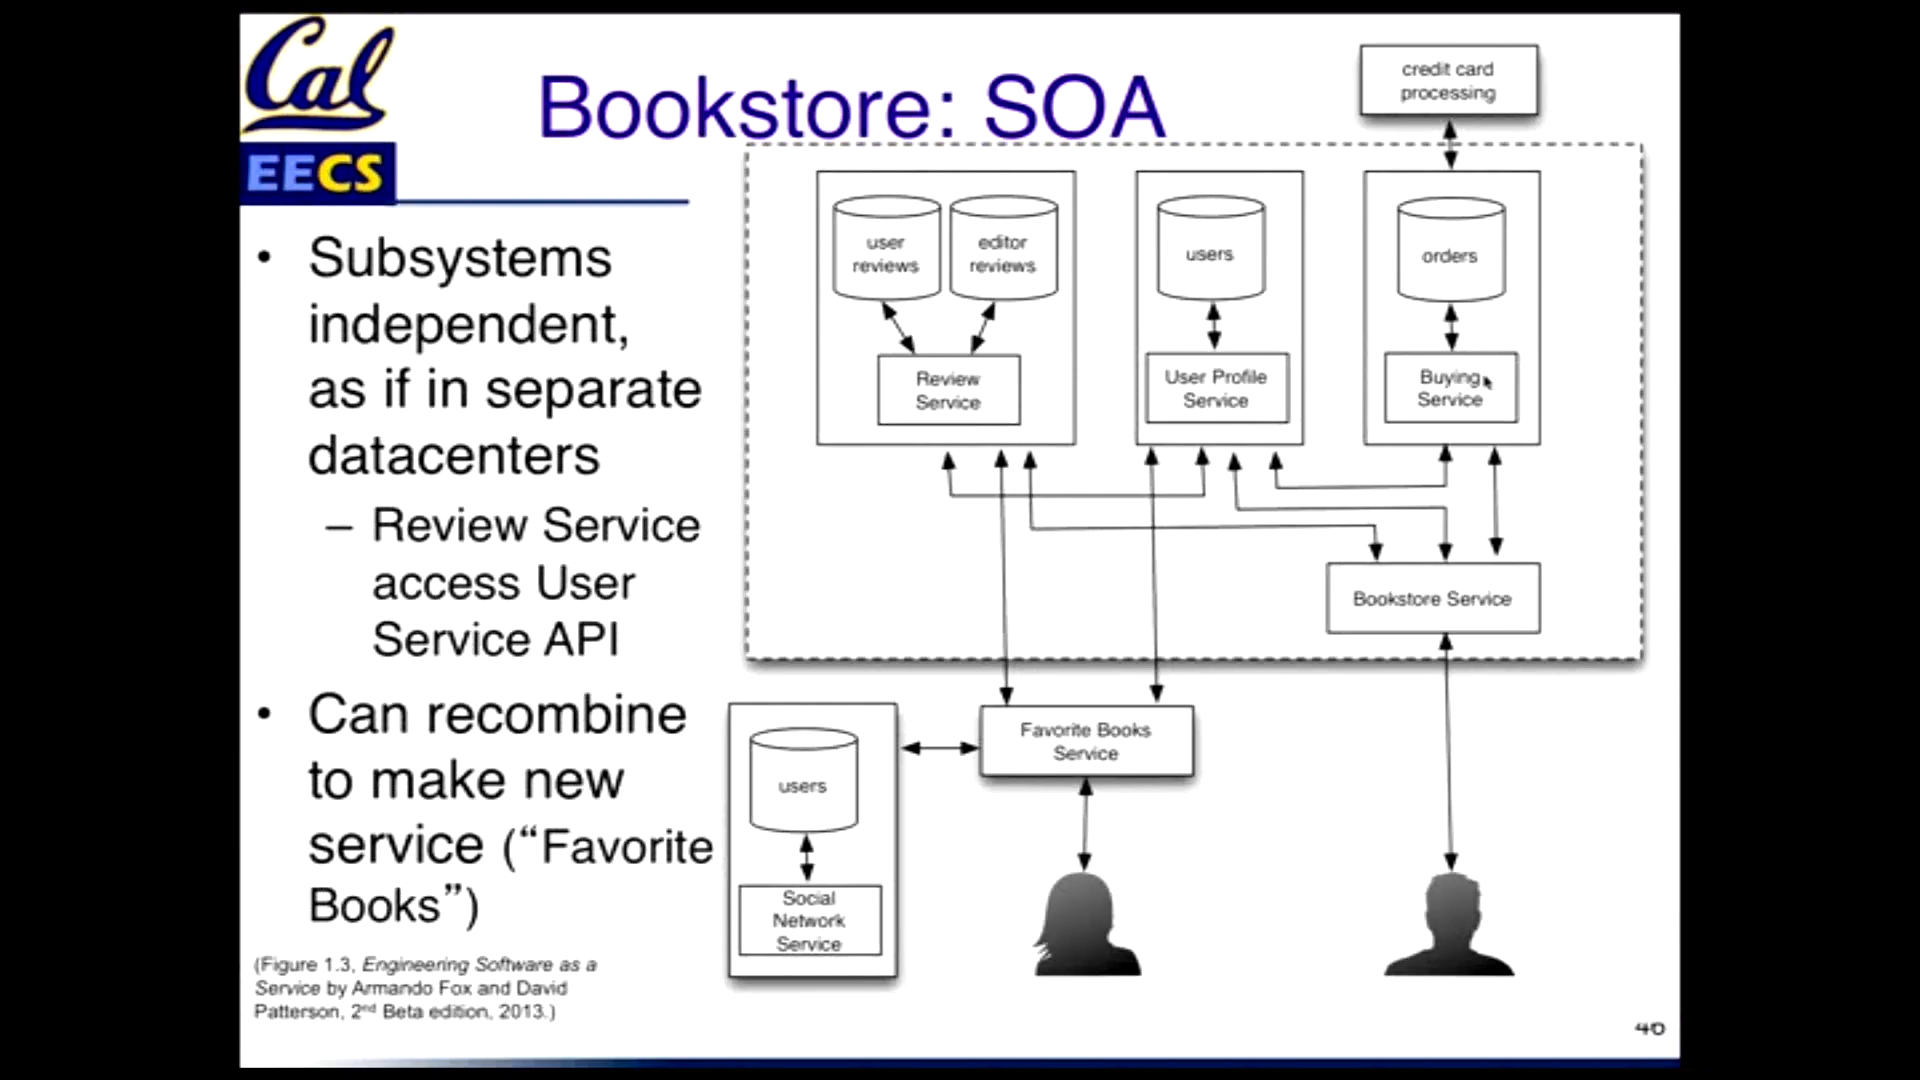 Cal
EECS
Bookstore: SOA
• Subsystems
independent,
as if in separate
datacenters
– Review Service
access User
Service API
• Can recombine
to make new
service (“Favorite
Books”)
(Figure 1.3, Engineering Software as a
Service by Armando Fox and David
Patterson, 2nd Beta edition, 2013.)
credit card
processing
user
reviews
editor
reviews
users
orders
Review
Service
User Profile
Service
Buying
Service
Bookstore Service
Favorite Books
Service
users
Social
Network
Service
40